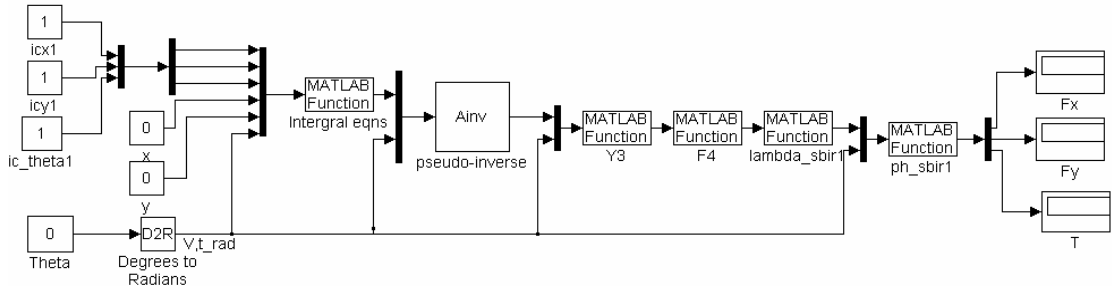 1
icx1
1
icy1
1
ic_theta1
0
x
0
y
0
Theta
D2R
Degrees to
Radians
V,t_rad
MATLAB
Function
Intergral eqns
Ainv
pseudo-inverse
MATLAB
Function
Y3
MATLAB
Function
F4
MATLAB
Function
lambda_sbir1
MATLAB
Function
ph_sbir1
Fx
Fy
T